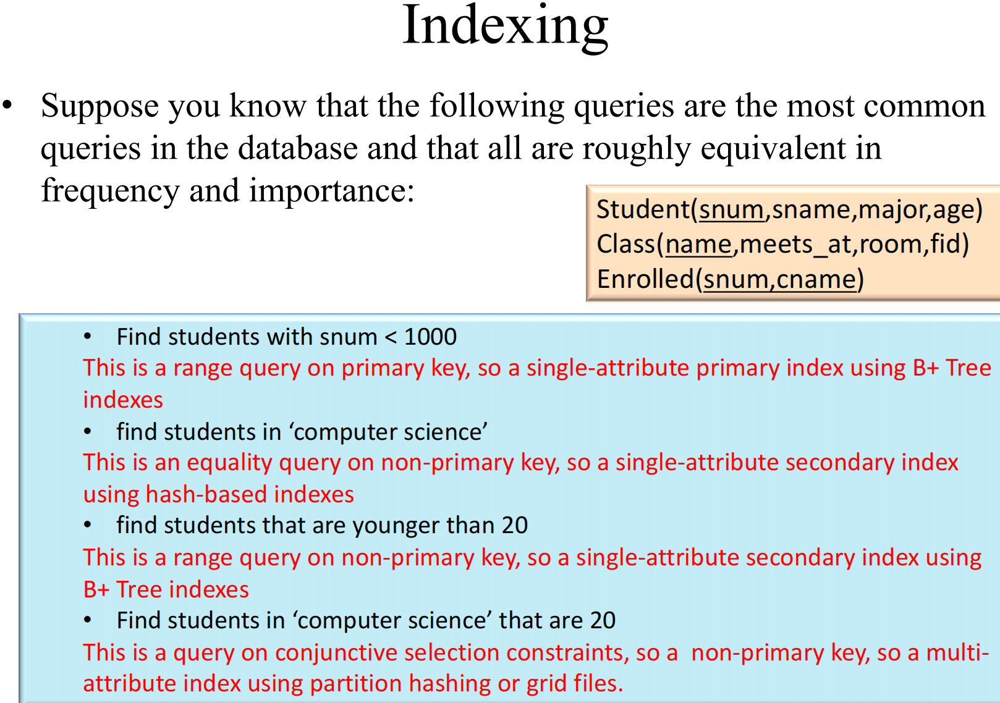 Indexing
• Suppose you know that the following queries are the most common
queries in the database and that all are roughly equivalent in
frequency and importance:
Student(snum,sname,major,age)
Class(name,meets_at,room,fid)
Enrolled(snum,cname)
• Find students with snum < 1000
This is a range query on primary key, so a single-attribute primary index using B+ Tree
indexes
• find students in ‘computer science’
This is an equality query on non-primary key, so a single-attribute secondary index
using hash-based indexes
• find students that are younger than 20
This is a range query on non-primary key, so a single-attribute secondary index using
B+ Tree indexes
• Find students in ‘computer science’ that are 20
This is a query on conjunctive selection constraints, so a  non-primary key, so a multi-
attribute index using partition hashing or grid files.